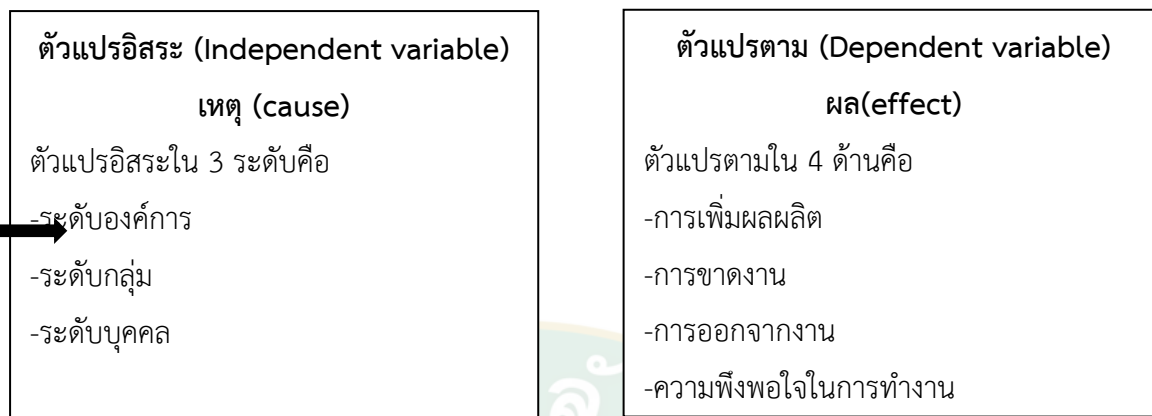 ตัวแปรอิสระ (Independent variable)
เหตุ (cause)
ตัวแปรอิสระใน 3 ระดับคือ
-ระดับองค์การ
-ระดับกลุ่ม
-ระดับบุคคล
ตัวแปรตาม (Dependent variable)
ผล(effect)
ตัวแปรตามใน 4 ด้านคือ
-การเพิ่มผลผลิต
-การขาดงาน
-การออกจากงาน
-ความพึงพอใจในการทำงาน